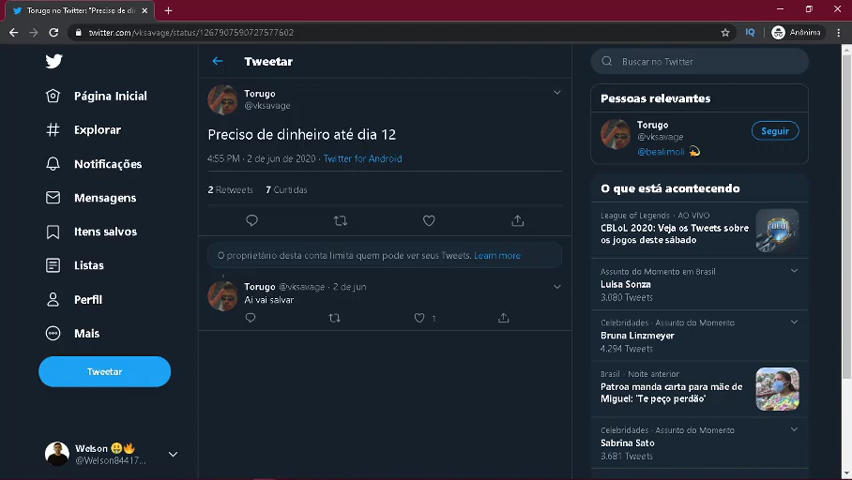 Torugo no Twitter: "Preciso de di
twitter.com/vksavage/status/1267907590727577602
Anônima
Página Inicial
Explorar
Notificações
Mensagens
Itens salvos
Listas
Perfil
Mais
Tweetar
Welson
@Welson84417...
Tweetar
Torugo
@vksavage
Preciso de dinheiro até dia 12
4:55 PM · 2 de jun de 2020 · Twitter for Android
2 Retweets 7 Curtidas
O proprietário desta conta limita quem pode ver seus Tweets. Learn more
Torugo @vksavage · 2 de jun
Ai vai salvar
1
Buscar no Twitter
Pessoas relevantes
Torugo
@vksavage
Seguir
@bealimoli
O que está acontecendo
League of Legends · AO VIVO
CBLoL 2020: Veja os Tweets sobre
os jogos deste sábado
Assunto do Momento em Brasil
Luisa Sonza
3.080 Tweets
Celebridades · Assunto do Momento
Bruna Linzmeyer
4.294 Tweets
Brasil · Noite anterior
Patroa manda carta para mãe de
Miguel: 'Te peço perdão'
Celebridades · Assunto do Momento
Sabrina Sato
3.681 Tweets